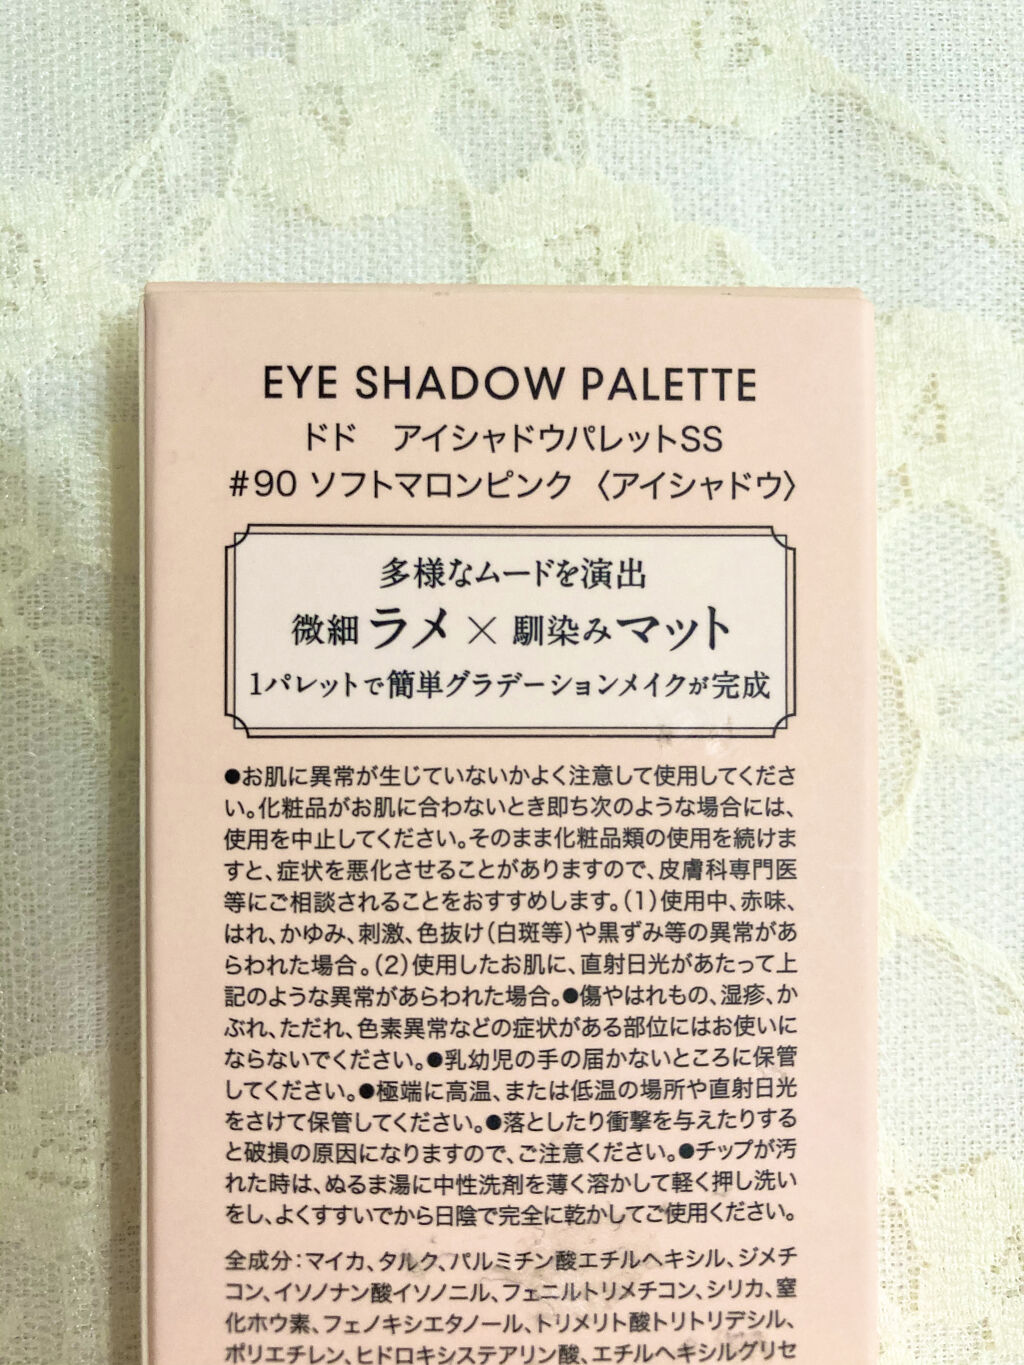 EYE SHADOW PALETTE
ドド　アイシャドウパレットSS
#90 ソフトマロンピンク 〈アイシャドウ〉
多様なムードを演出
微細ラメ×馴染みマット
1パレットで簡単グラデーションメイクが完成
●お肌に異常が生じていないかよく注意して使用してくださ
い。化粧品がお肌に合わないとき即ち次のような場合には、
使用を中止してください。そのまま化粧品類の使用を続けま
すと、症状を悪化させることがありますので、皮膚科専門医
等にご相談されることをおすすめします。(1)使用中、赤味、
はれ、かゆみ、刺激、色抜け(白斑等)や黒ずみ等の異常があ
らわれた場合。(2)使用したお肌に、直射日光があたって上
記のような異常があらわれた場合。●傷やはれもの、湿疹、か
ぶれ、ただれ、色素異常などの症状がある部位にはお使いに
ならないでください。●乳幼児の手の届かないところに保管
してください。●極端に高温、または低温の場所や直射日光
をさけて保管してください。●落としたり衝撃を与えたりする
と破損の原因になりますので、ご注意ください。●チップが汚
れた時は、ぬるま湯に中性洗剤を薄く溶かして軽く押し洗い
をし、よくすすいでから日陰で完全に乾かしてご使用ください。
全成分：マイカ、タルク、パルミチン酸エチルヘキシル、ジメチ
コン、イソノナン酸イソノニル、フェニルトリメチコン、シリカ、窒
化ホウ素、フェノキシエタノール、トリメリト酸トリトリデシル、
ポリエチレン、ヒドロキシステアリン酸、エチルヘキシルグリセ